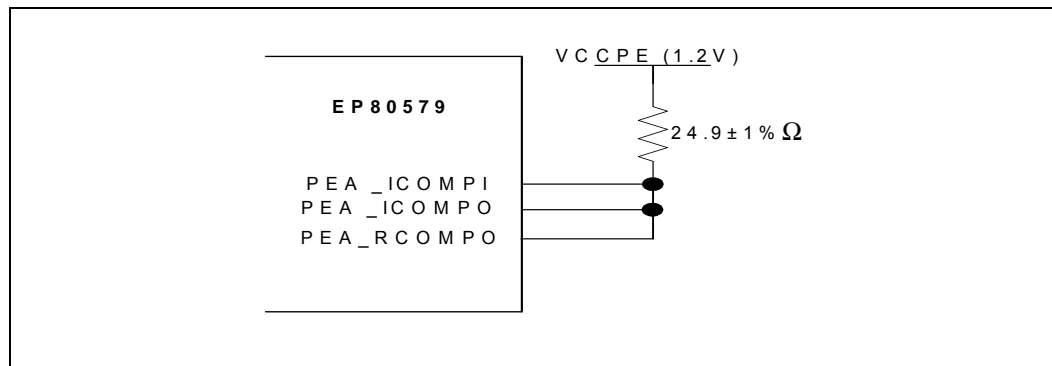 VCCPE (1.2V)
EP80579
24.9±1% Ω
PEA_ICOMPI
PEA_ICOMPO
PEA_RCOMPO